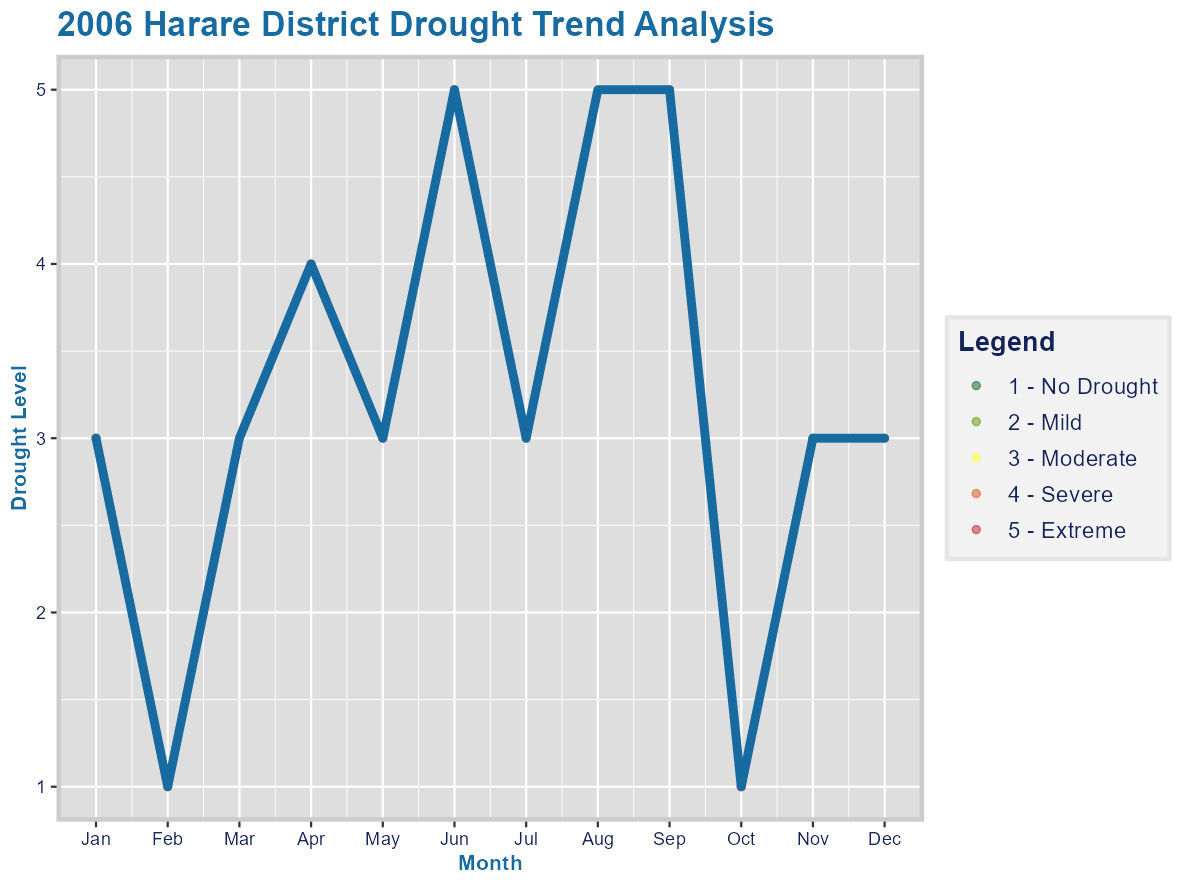 2006 Harare District Drought Trend Analysis
5
4
3
2
1
Drought Level
Jan Feb Mar Apr May Jun Jul Aug Sep Oct Nov Dec
Month
Legend
1 - No Drought
2 - Mild
3 - Moderate
4 - Severe
5 - Extreme